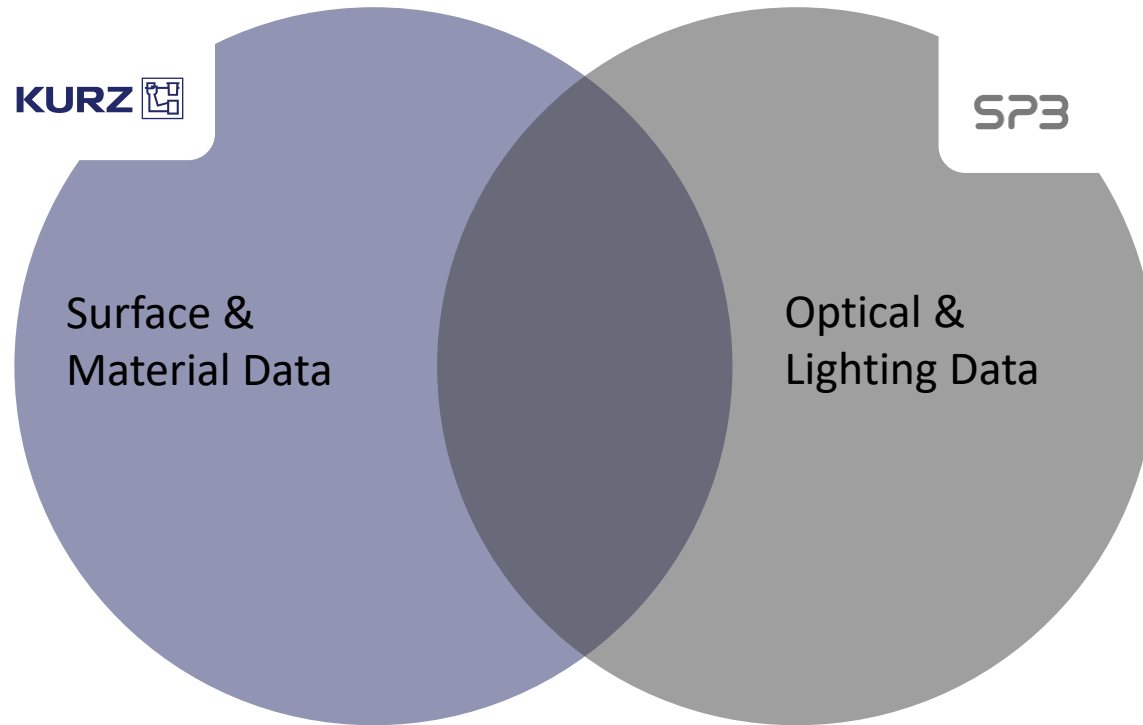 KURZ
SP3
Surface &
Material Data
Optical &
Lighting Data